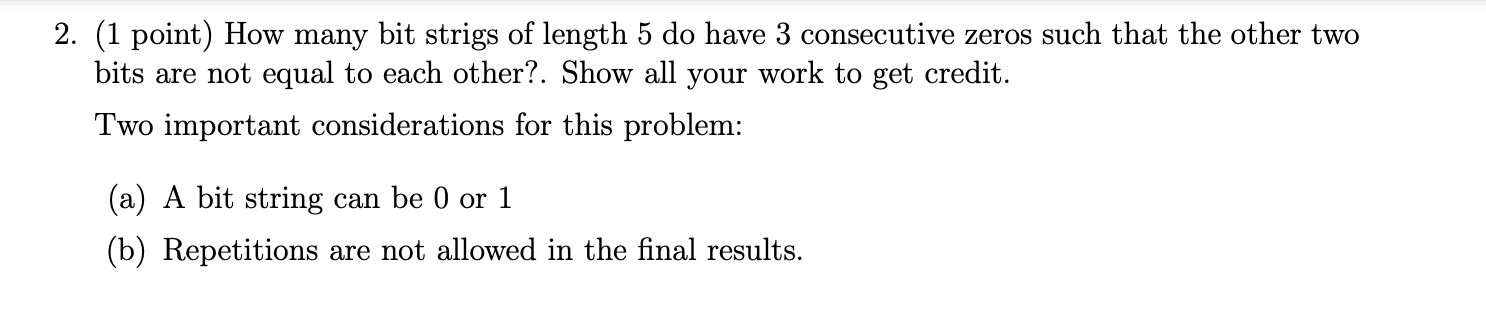 2. (1 point) How many bit strigs of length 5 do have 3 consecutive zeros such that the other two
bits are not equal to each other?. Show all your work to get credit.
Two important considerations for this problem:
(a) A bit string can be 0 or 1
(b) Repetitions are not allowed in the final results.